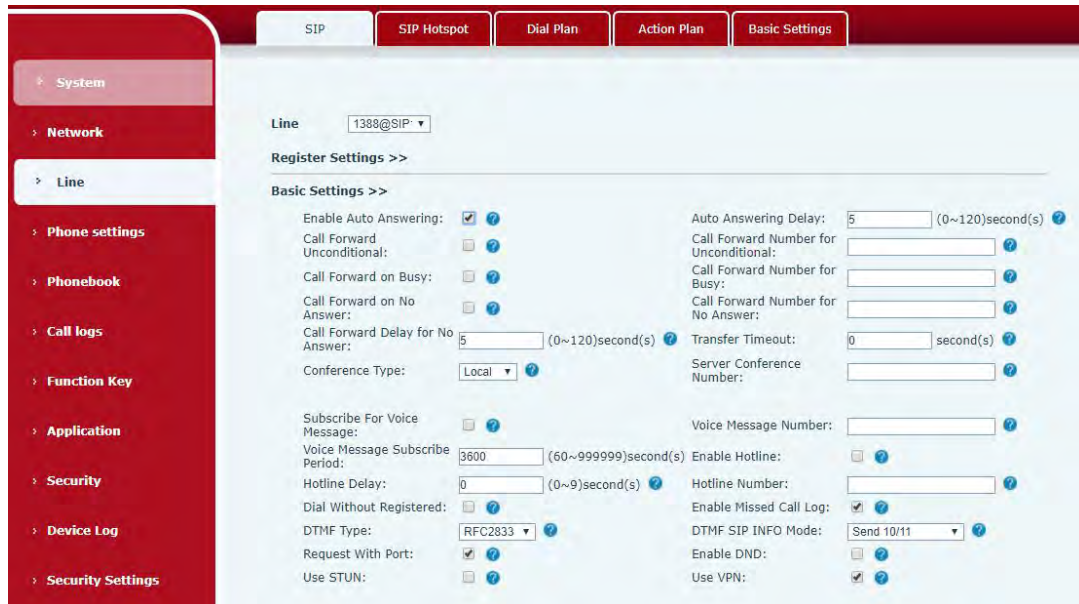 SIP
SIP Hotspot
Dial Plan
Action Plan
Basic Settings
System
Network
Line
Phone settings
Phonebook
Call logs
Function Key
Application
Security
Device Log
Security Settings
Line 1388@SIP
Register Settings >>
Basic Settings >>
Enable Auto Answering:
Auto Answering Delay: 5 (0~120)second(s)
Call Forward
Unconditional:
Call Forward Number for
Unconditional:
Call Forward on Busy:
Call Forward Number for
Busy:
Call Forward on No
Answer:
Call Forward Number for
No Answer:
Call Forward Delay for No
Answer: 5 (0~120)second(s)
Transfer Timeout: 0 second(s)
Conference Type: Local
Server Conference
Number:
Subscribe For Voice
Message:
Voice Message Number:
Voice Message Subscribe
Period: 3600 (60~999999)second(s)
Enable Hotline:
Hotline Delay: 0 (0~9)second(s)
Hotline Number:
Dial Without Registered:
Enable Missed Call Log:
DTMF Type: RFC2833
DTMF SIP INFO Mode: Send 10/11
Request With Port:
Enable DND:
Use STUN:
Use VPN: